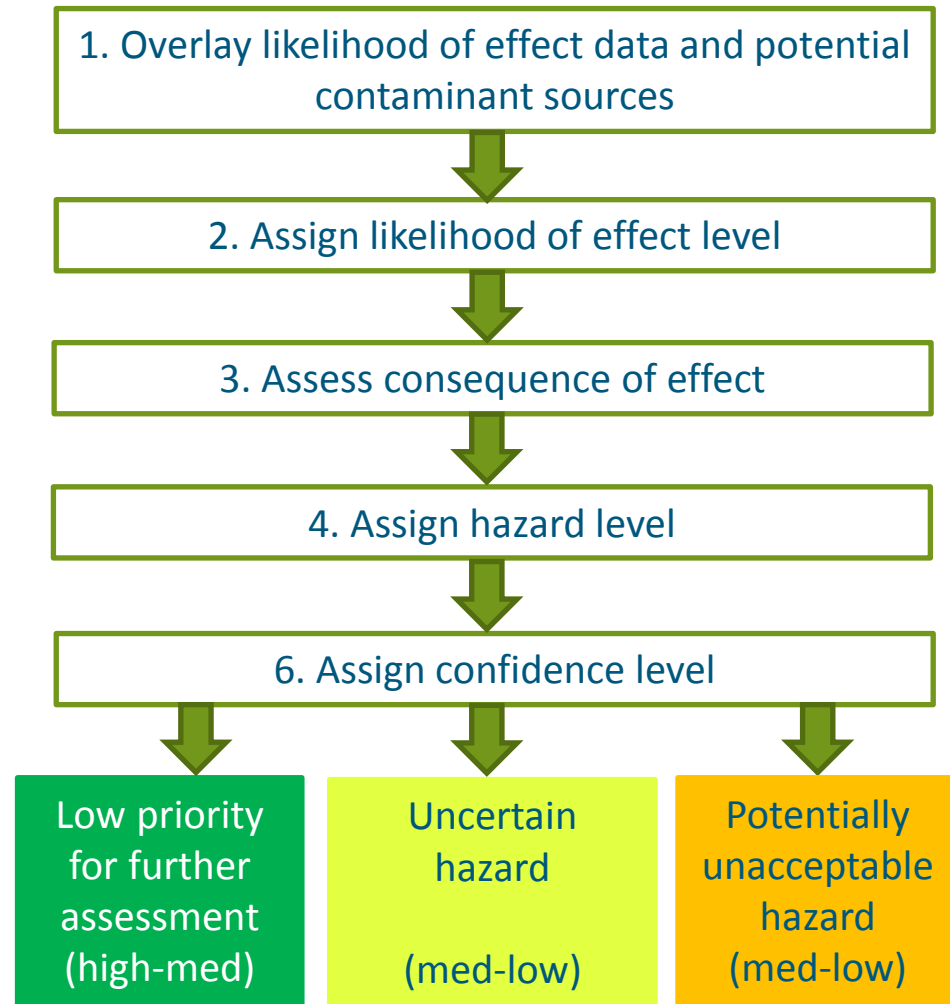 1. Overlay likelihood of effect data and potential
contaminant sources
2. Assign likelihood of effect level
3. Assess consequence of effect
4. Assign hazard level
6. Assign confidence level
Low priority
for further
assessment
(high-med)
Uncertain
hazard
(med-low)
Potentially
unacceptable
hazard
(med-low)